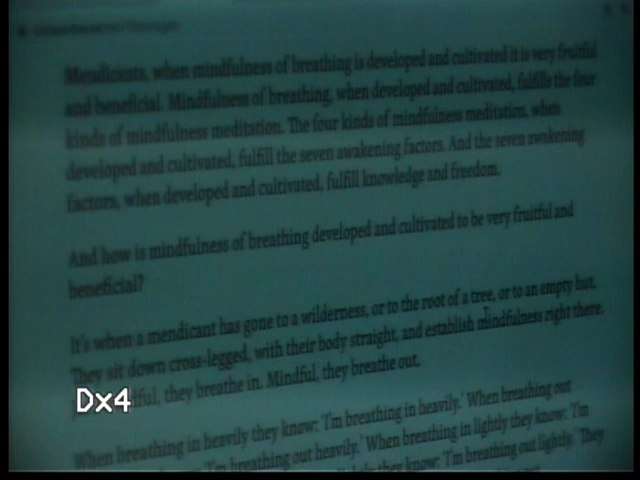 Mendicants, when mindfulness of breathing is developed and cultivated it is very fruitful
and beneficial. Mindfulness of breathing, when developed and cultivated, fulfills the four
kinds of mindfulness meditation. The four kinds of mindfulness meditation, when
developed and cultivated, fulfill the seven awakening factors. And the seven awakening
factors, when developed and cultivated, fulfill knowledge and freedom.
And how is mindfulness of breathing developed and cultivated to be very fruitful and
beneficial?
It's when a mendicant has gone to a wilderness, or to the root of a tree, or to an empty hut.
They sit down cross-legged, with their body straight, and establish mindfulness right there.
they breathe in. Mindful, they breathe out.
Dx4
When breathing in heavily they know: 'I'm breathing in heavily.' When breathing out
'I'm breathing out heavily.' When breathing in lightly they know: 'I'm
they know: 'I'm breathing out lightly.' They